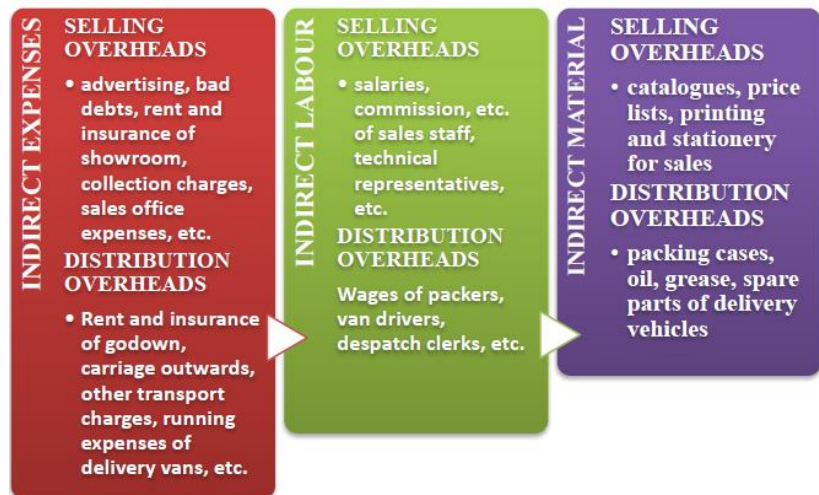 INDIRECT EXPENSES
SELLING
OVERHEADS
• advertising, bad
debts, rent and
insurance of
showroom,
collection charges,
sales office
expenses, etc.
DISTRIBUTION
OVERHEADS
• Rent and insurance
of godown,
carriage outwards,
other transport
charges, running
expenses of
delivery vans, etc.
INDIRECT LABOUR
SELLING
OVERHEADS
• salaries,
commission, etc.
of sales staff,
technical
representatives,
etc.
DISTRIBUTION
OVERHEADS
Wages of packers,
van drivers,
despatch clerks, etc.
INDIRECT MATERIAL
SELLING
OVERHEADS
• catalogues, price
lists, printing
and stationery
for sales
DISTRIBUTION
OVERHEADS
• packing cases,
oil, grease, spare
parts of delivery
vehicles